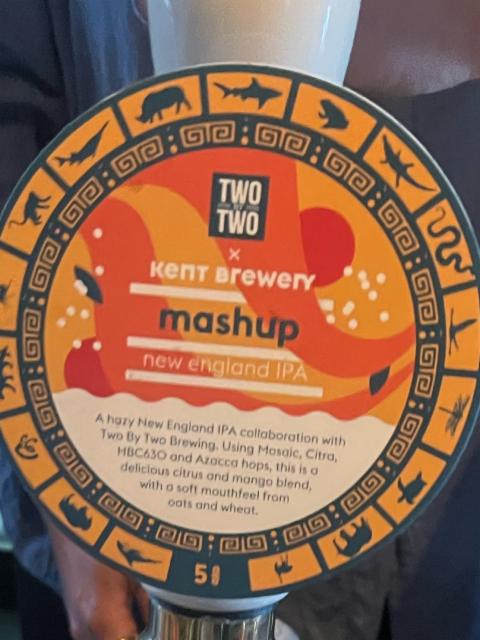 TWO
BY
TWO
x
Kent Brewery
mashup
new england IPA
A hazy New England IPA collaboration with
Two By Two Brewing. Using Mosaic, Citra,
HBC630 and Azacca hops, this is a
delicious citrus and mango blend,
with a soft mouthfeel from
oats and wheat.
5